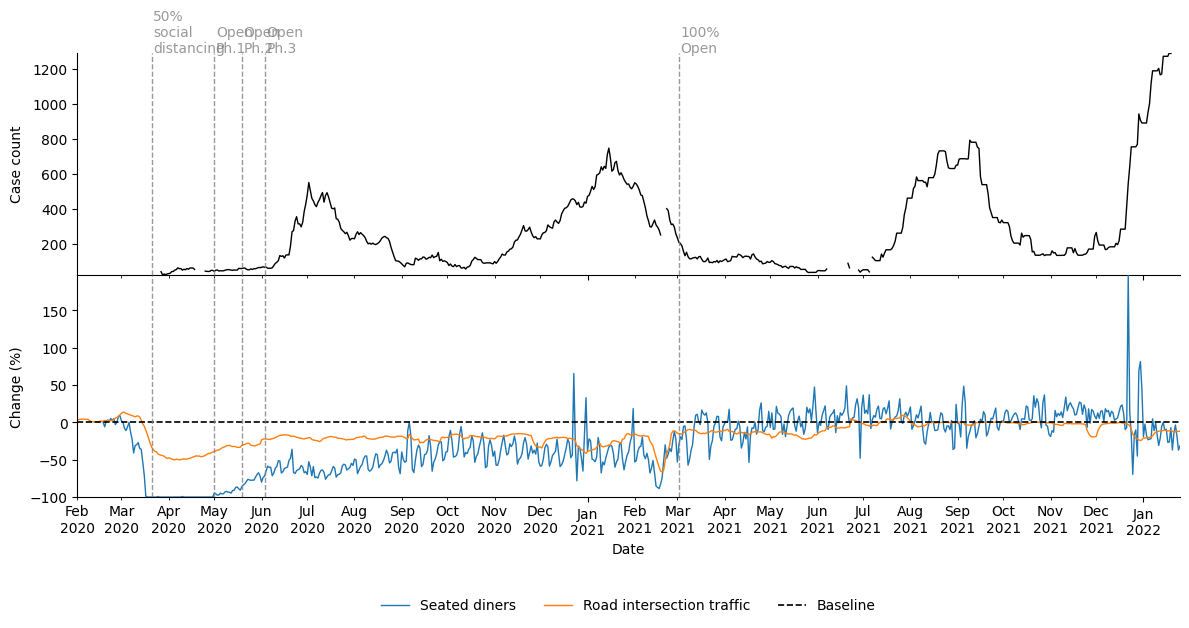 50%
social
distancing
Open
Ph.1
Open
Ph.2
Open
Ph.3
100%
Open
1200
1000
800
600
400
200
Case count
150
100
50
0
−50
−100
Change (%)
Feb Mar Apr May Jun Jul Aug Sep Oct Nov Dec Jan Feb Mar Apr May Jun Jul Aug Sep Oct Nov Dec Jan
2020 2020 2020 2020 2020 2020 2020 2020 2020 2020 2020 2021 2021 2021 2021 2021 2021 2021 2021 2021 2021 2021 2021 2022
Date
Seated diners Road intersection traffic Baseline